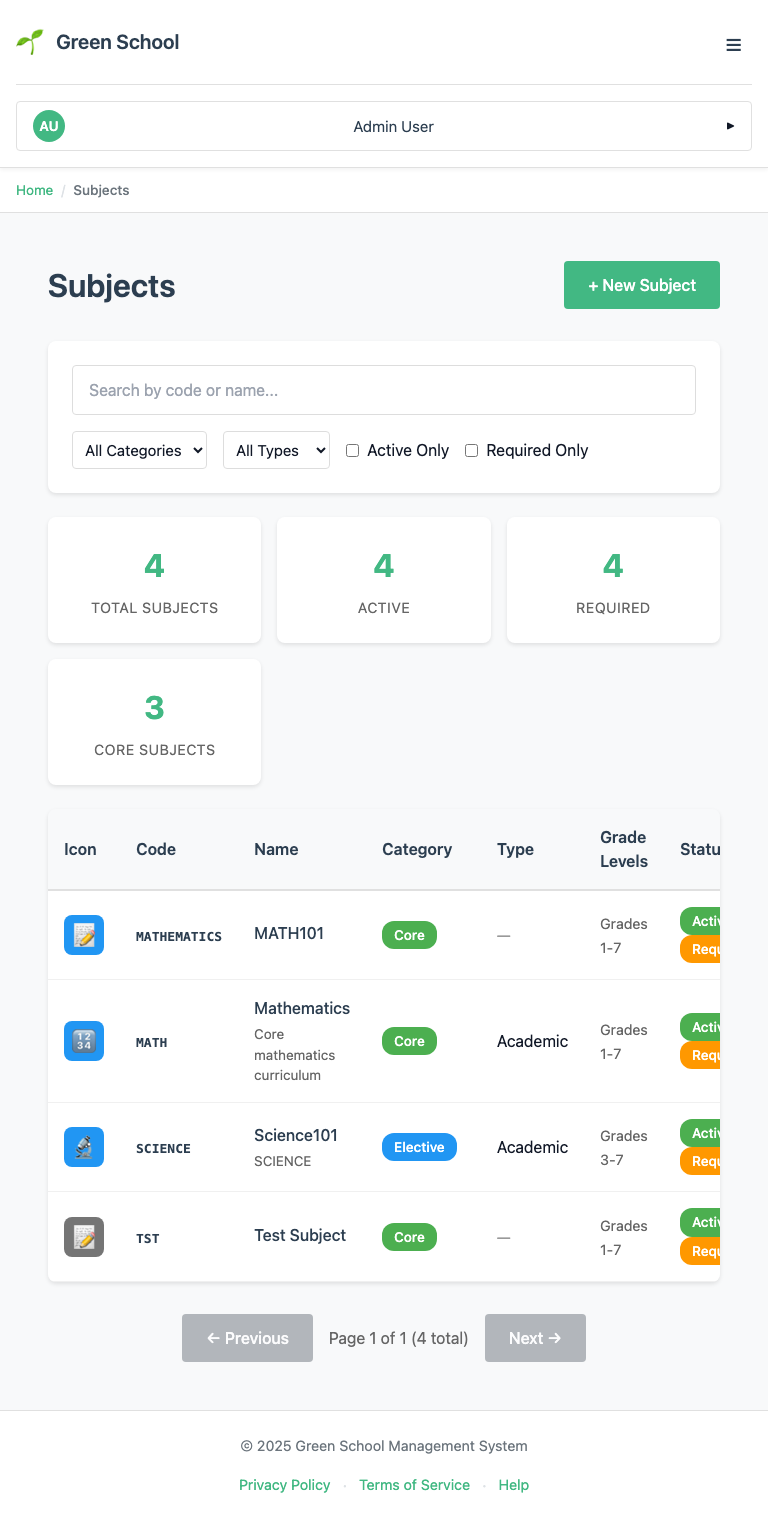 Green School
AU Admin User
Home / Subjects
Subjects
+ New Subject
Search by code or name...
All Categories All Types Active Only Required Only
4 4 4
TOTAL SUBJECTS ACTIVE REQUIRED
3
CORE SUBJECTS
Icon Code Name Category Type Grade Levels Statu
MATHEMATICS MATH101 Core — Grades 1-7 Activ Requ
MATH Mathematics Core mathematics curriculum Core Academic Grades 1-7 Activ Requ
SCIENCE Science101 SCIENCE Elective Academic Grades 3-7 Activ Requ
TST Test Subject Core — Grades 1-7 Activ Requ
← Previous Page 1 of 1 (4 total) Next →
© 2025 Green School Management System
Privacy Policy · Terms of Service · Help